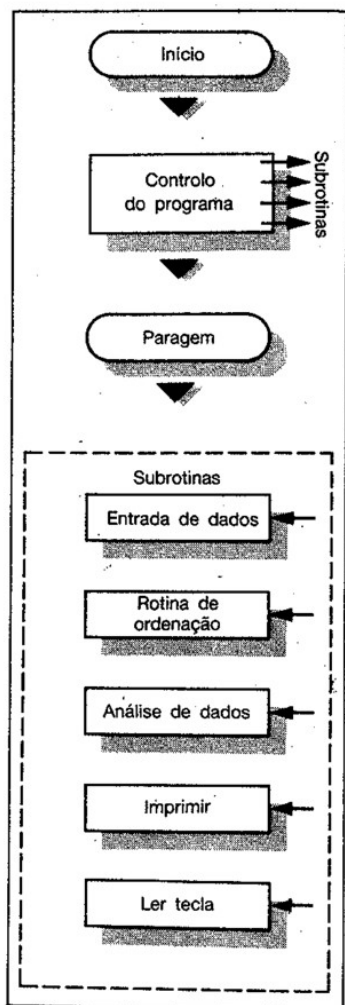 Início
Controlo
do programa
Subrotinas
Paragem
Subrotinas
Entrada de dados
Rotina de
ordenação
Análise de dados
Imprimir
Ler tecla